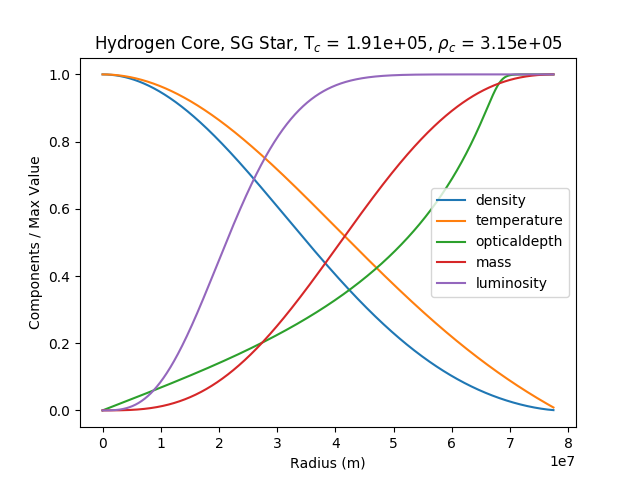 Hydrogen Core, SG Star, T_c = 1.91e+05, ρ_c = 3.15e+05
Components / Max Value
1.0
0.8
0.6
0.4
0.2
0.0
density
temperature
opticaldepth
mass
luminosity
0 1 2 3 4 5 6 7 8
1e7
Radius (m)